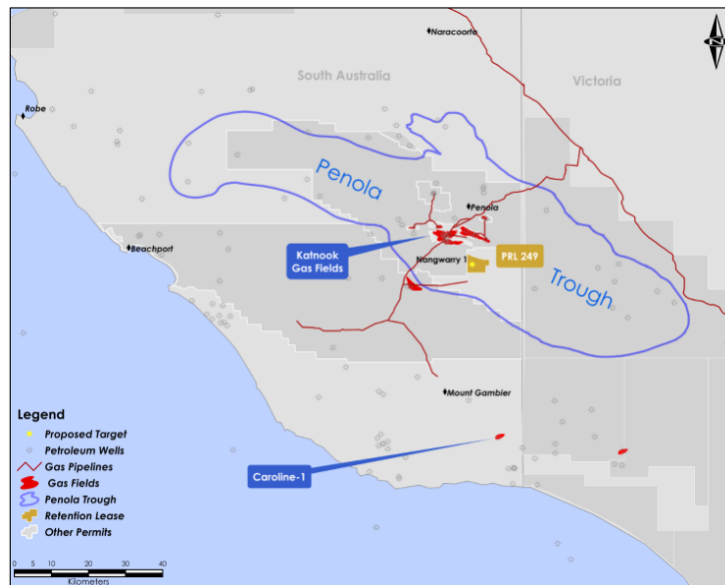 Naracoorte
N
South Australia
Victoria
Robe
Penola
Penola
Beachport
Katnook
Gas Fields
Nangwarry 1
PRL 249
Trough
Mount Gambier
Caroline-1
Legend
Proposed Target
Petroleum Wells
Gas Pipelines
Gas Fields
Penola Trough
Retention Lease
Other Permits
0 5 10 20 30 40
Kilometers